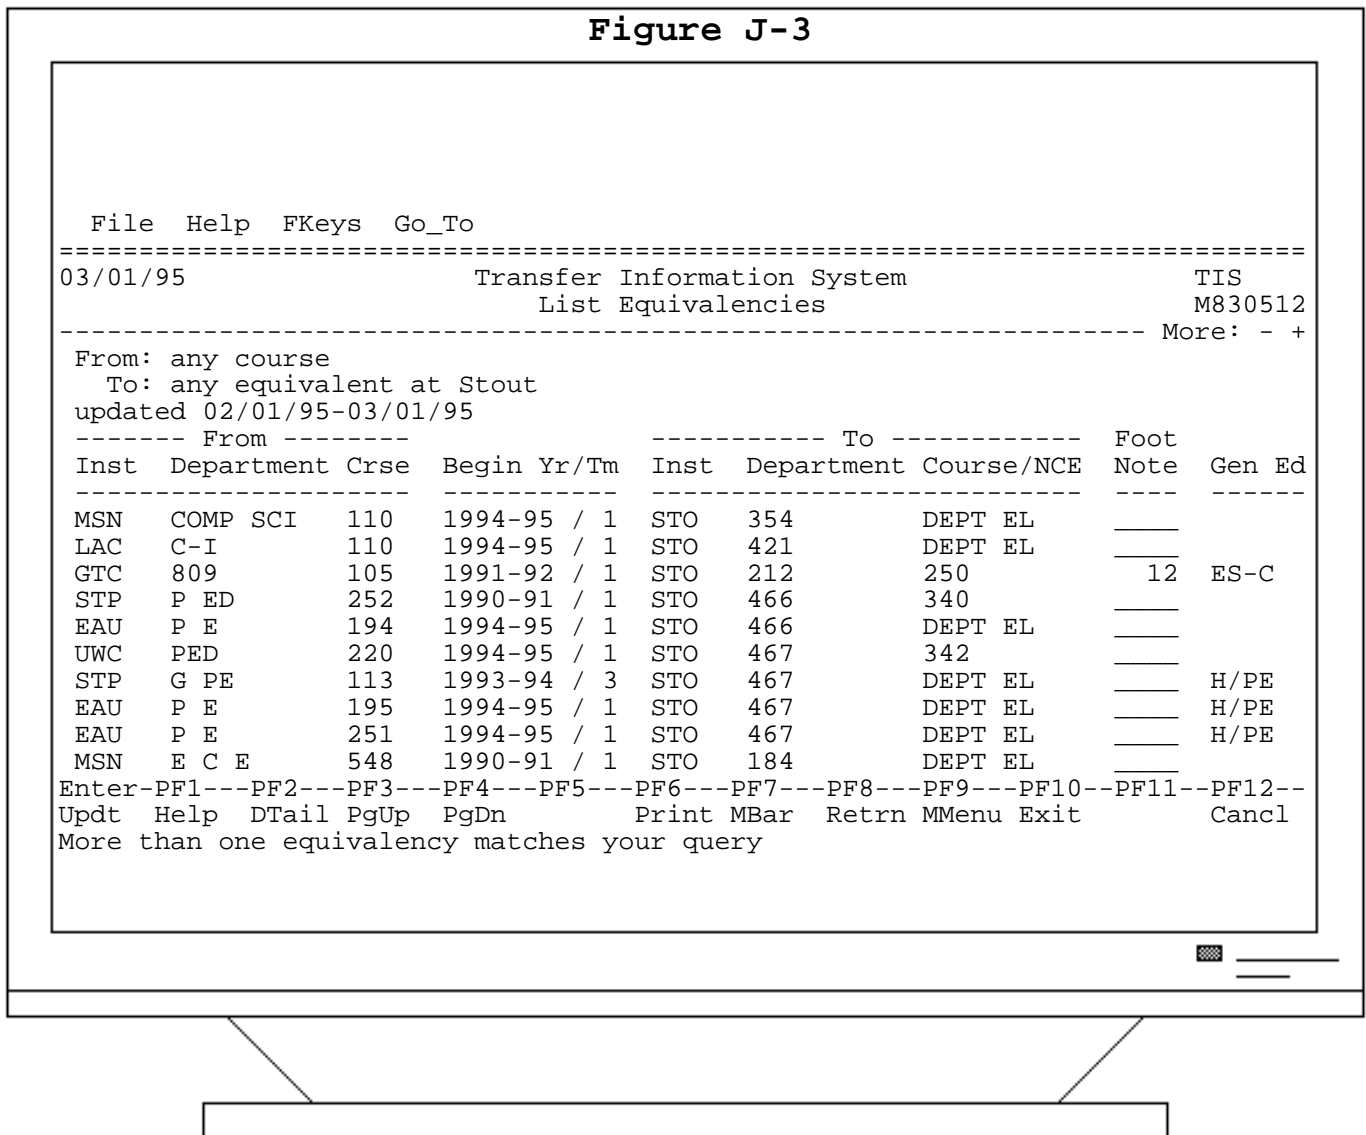 Figure J-3
File  Help  FKeys  Go_To
==============================================================================
03/01/95                  Transfer Information System                  TIS
                              List Equivalencies                       M830512
-------------------------------------------------------------------- More: - +
 From: any course
   To: any equivalent at Stout
 updated 02/01/95-03/01/95
 ------- From --------               ----------- To ------------  Foot
 Inst  Department Crse  Begin Yr/Tm  Inst  Department Course/NCE  Note  Gen Ed
 ---------------------  -----------  ---------------------------  ----  ------
 MSN   COMP SCI   110   1994-95 / 1  STO   354        DEPT EL     ____
 LAC   C-I        110   1994-95 / 1  STO   421        DEPT EL     ____
 GTC   809        105   1991-92 / 1  STO   212        250           12  ES-C
 STP   P ED       252   1990-91 / 1  STO   466        340         ____
 EAU   P E        194   1994-95 / 1  STO   466        DEPT EL     ____
 UWC   PED        220   1994-95 / 1  STO   467        342         ____
 STP   G PE       113   1993-94 / 3  STO   467        DEPT EL     ____  H/PE
 EAU   P E        195   1994-95 / 1  STO   467        DEPT EL     ____  H/PE
 EAU   P E        251   1994-95 / 1  STO   467        DEPT EL     ____  H/PE
 MSN   E C E      548   1990-91 / 1  STO   184        DEPT EL     ____
Enter-PF1---PF2---PF3---PF4---PF5---PF6---PF7---PF8---PF9---PF10--PF11--PF12--
Updt  Help  DTail PgUp  PgDn        Print MBar  Retrn MMenu Exit        Cancl
More than one equivalency matches your query